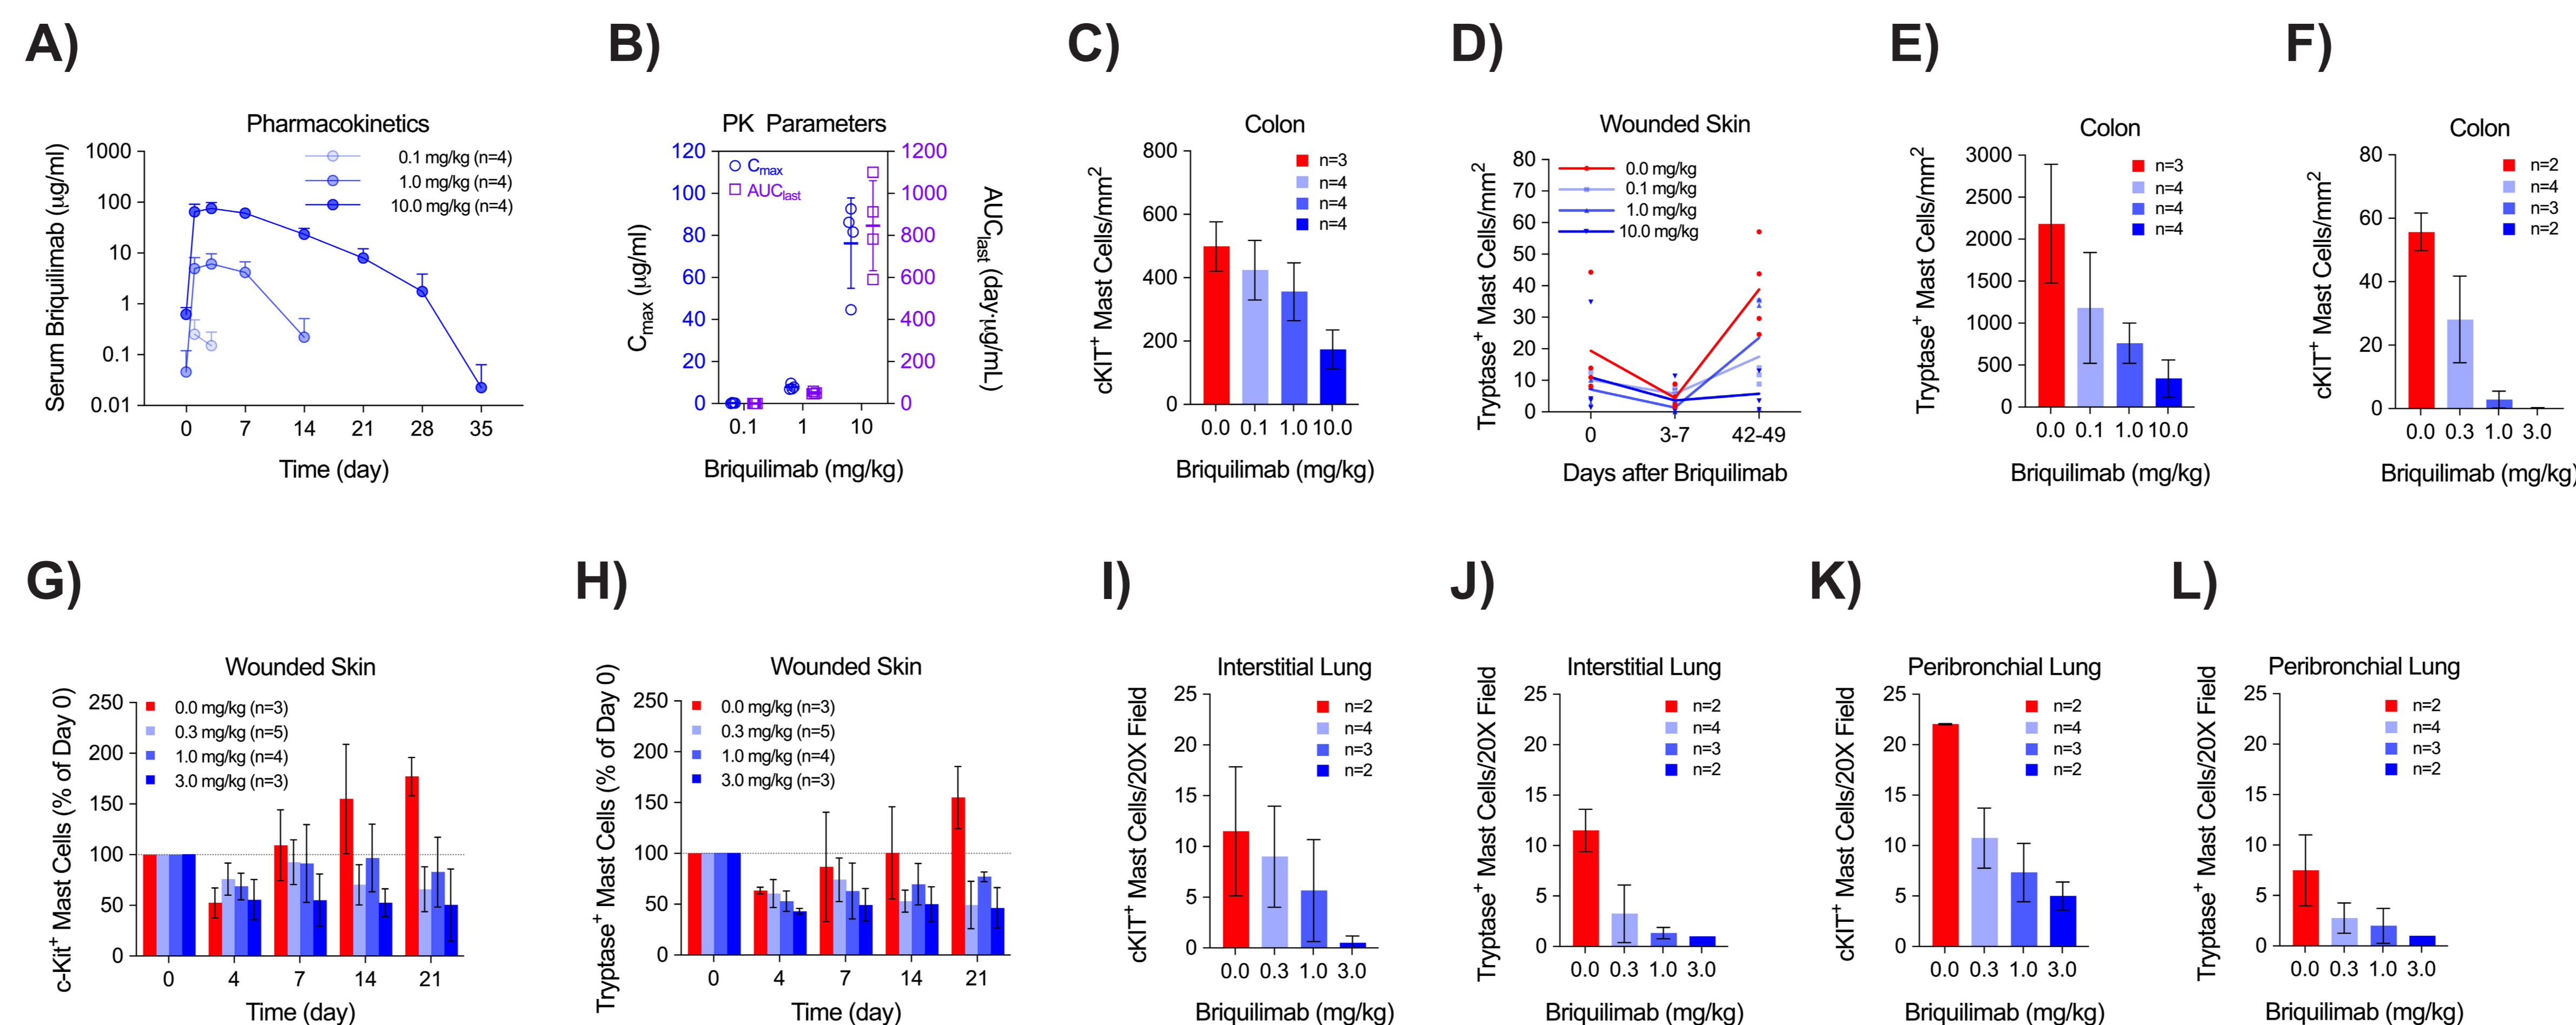 A)
Pharmacokinetics
Serum Briquilimab (µg/ml)
1000
100
10
1
0.1
0.01
0.1 mg/kg (n=4)
1.0 mg/kg (n=4)
10.0 mg/kg (n=4)
0 7 14 21 28 35
Time (day)
B)
PK Parameters
Cmax (µg/ml)
120
100
80
60
40
20
0
Cmax
AUClast
1200
1000
800
600
400
200
0
AUClast (day·µg/mL)
0.1 1 10
Briquilimab (mg/kg)
C)
Colon
cKIT+ Mast Cells/mm2
800
600
400
200
0
n=3
n=4
n=4
n=4
0.0 0.1 1.0 10.0
Briquilimab (mg/kg)
D)
Wounded Skin
Tryptase+ Mast Cells/mm2
80
70
60
50
40
30
20
10
0
0.0 mg/kg
0.1 mg/kg
1.0 mg/kg
10.0 mg/kg
0 3-7 42-49
Days after Briquilimab
E)
Colon
Tryptase+ Mast Cells/mm2
3000
2500
2000
1500
1000
500
0
n=3
n=4
n=4
n=4
0.0 0.1 1.0 10.0
Briquilimab (mg/kg)
F)
Colon
cKIT+ Mast Cells/mm2
80
60
40
20
0
n=2
n=4
n=3
n=2
0.0 0.3 1.0 3.0
Briquilimab (mg/kg)
G)
Wounded Skin
c-Kit+ Mast Cells (% of Day 0)
250
200
150
100
50
0
0.0 mg/kg (n=3)
0.3 mg/kg (n=5)
1.0 mg/kg (n=4)
3.0 mg/kg (n=3)
0 4 7 14 21
Time (day)
H)
Wounded Skin
Tryptase+ Mast Cells (% of Day 0)
250
200
150
100
50
0
0.0 mg/kg (n=3)
0.3 mg/kg (n=5)
1.0 mg/kg (n=4)
3.0 mg/kg (n=3)
0 4 7 14 21
Time (day)
I)
Interstitial Lung
cKIT+ Mast Cells/20X Field
25
20
15
10
5
0
n=2
n=4
n=3
n=2
0.0 0.3 1.0 3.0
Briquilimab (mg/kg)
J)
Interstitial Lung
Tryptase+ Mast Cells/20X Field
25
20
15
10
5
0
n=2
n=4
n=3
n=2
0.0 0.3 1.0 3.0
Briquilimab (mg/kg)
K)
Peribronchial Lung
cKIT+ Mast Cells/20X Field
25
20
15
10
5
0
n=2
n=4
n=3
n=2
0.0 0.3 1.0 3.0
Briquilimab (mg/kg)
L)
Peribronchial Lung
Tryptase+ Mast Cells/20X Field
25
20
15
10
5
0
n=2
n=4
n=3
n=2
0.0 0.3 1.0 3.0
Briquilimab (mg/kg)